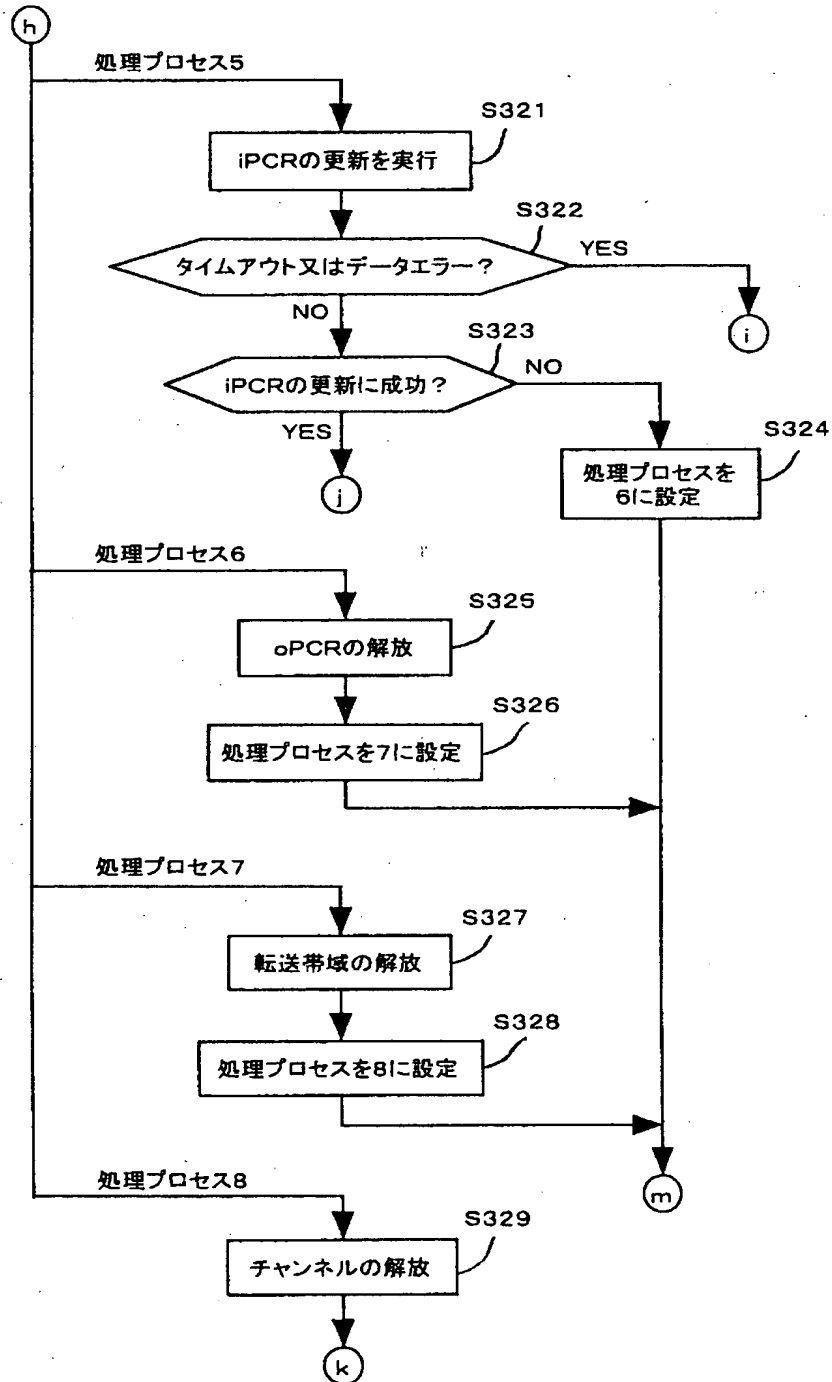 h
処理プロセス5
S321
iPCRの更新を実行
S322
タイムアウト又はデータエラー?
YES
i
NO
S323
iPCRの更新に成功?
NO
YES
j
S324
処理プロセスを
6に設定
処理プロセス6
S325
oPCRの解放
S326
処理プロセスを7に設定
処理プロセス7
S327
転送帯域の解放
S328
処理プロセスを8に設定
m
処理プロセス8
S329
チャンネルの解放
k